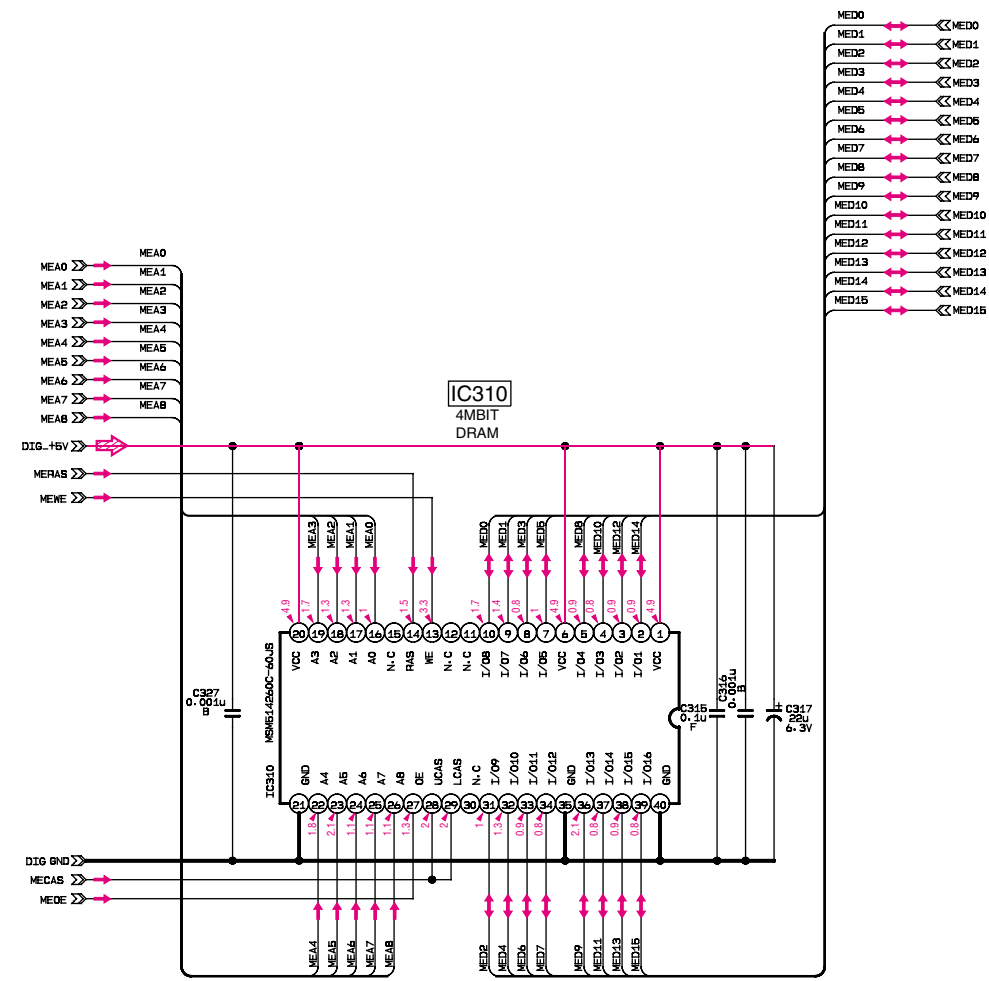 MED0 MED0
MED1 MED1
MED2 MED2
MED3 MED3
MED4 MED4
MED5 MED5
MED6 MED6
MED7 MED7
MED8 MED8
MED9 MED9
MED10 MED10
MED11 MED11
MED12 MED12
MED13 MED13
MED14 MED14
MED15 MED15
MEA0 MEA0
MEA1 MEA1
MEA2 MEA2
MEA3 MEA3
MEA4 MEA4
MEA5 MEA5
MEA6 MEA6
MEA7 MEA7
MEA8 MEA8
IC310
4MBIT
DRAM
DIG_+5V
MERAS
MEWE
MEA3 MEA2 MEA1 MEA0 MED0 MED1 MED3 MED5 MED8 MED10 MED12 MED14
4.9 1.7 1.3 1.3 1 1.5 3.3 1.7 1.4 0.8 1 4.9 0.9 0.8 0.9 0.9 4.9
20 19 18 17 16 15 14 13 12 11 10 9 8 7 6 5 4 3 2 1
VCC A3 A2 A1 A0 N.C RAS WE N.C N.C I/O8 I/O7 I/O6 I/O5 VCC I/O4 I/O3 I/O2 I/O1 VCC
MSM514260C-60JS
IC310
C327
0.001u
B
C315
0.1u
F
C316
0.001u
B
+
C317
22u
6.3V
GND A4 A5 A6 A7 A8 OE UCAS LCAS N.C I/O9 I/O10 I/O11 I/O12 GND I/O13 I/O14 I/O15 I/O16 GND
21 22 23 24 25 26 27 28 29 30 31 32 33 34 35 36 37 38 39 40
1.8 2.1 1.1 1.1 1.1 1.3 2 2 1 1.3 0.9 0.8 2.1 0.8 0.9 0.8
DIG GND
MECAS
MEOE
MEA4 MEA5 MEA6 MEA7 MEA8 MED2 MED4 MED6 MED7 MED9 MED11 MED13 MED15